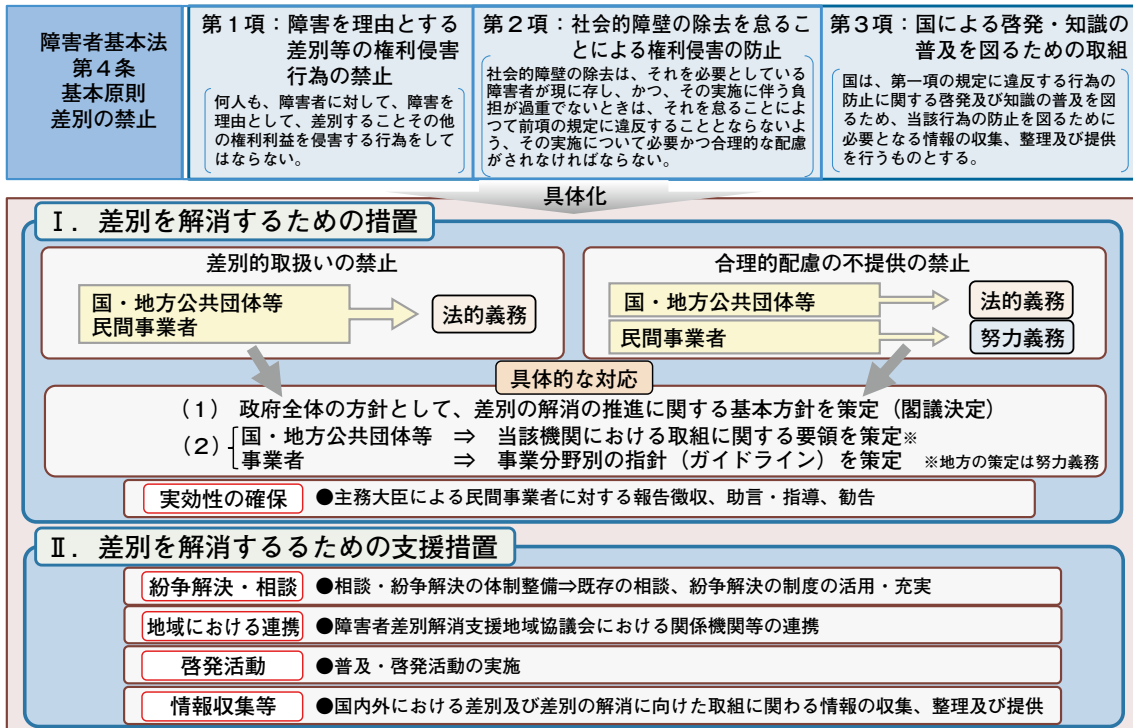 障害者基本法
第４条
基本原則
差別の禁止
第１項：障害を理由とする
差別等の権利侵害
行為の禁止
何人も、障害者に対して、障害を
理由として、差別することその他
の権利利益を侵害する行為をして
はならない。
第２項：社会的障壁の除去を怠るこ
とによる権利侵害の防止
社会的障壁の除去は、それを必要としている
障害者が現に存し、かつ、その実施に伴う負
担が過重でないときは、それを怠ることによ
つて前項の規定に違反することとならないよ
う、その実施について必要かつ合理的な配慮
がされなければならない。
第３項：国による啓発・知識の
普及を図るための取組
国は、第一項の規定に違反する行為の
防止に関する啓発及び知識の普及を図
るため、当該行為の防止を図るために
必要となる情報の収集、整理及び提供
を行うものとする。
具体化
Ⅰ．差別を解消するための措置
差別的取扱いの禁止
国・地方公共団体等
民間事業者
法的義務
合理的配慮の不提供の禁止
国・地方公共団体等
法的義務
民間事業者
努力義務
具体的な対応
（１）　政府全体の方針として、差別の解消の推進に関する基本方針を策定（閣議決定）
（２）
国・地方公共団体等　⇒　当該機関における取組に関する要領を策定※
事業者　⇒　事業分野別の指針（ガイドライン）を策定　※地方の策定は努力義務
実効性の確保　●主務大臣による民間事業者に対する報告徴収、助言・指導、勧告
Ⅱ．差別を解消するるための支援措置
紛争解決・相談　●相談・紛争解決の体制整備⇒既存の相談、紛争解決の制度の活用・充実
地域における連携　●障害者差別解消支援地域協議会における関係機関等の連携
啓発活動　●普及・啓発活動の実施
情報収集等　●国内外における差別及び差別の解消に向けた取組に関わる情報の収集、整理及び提供